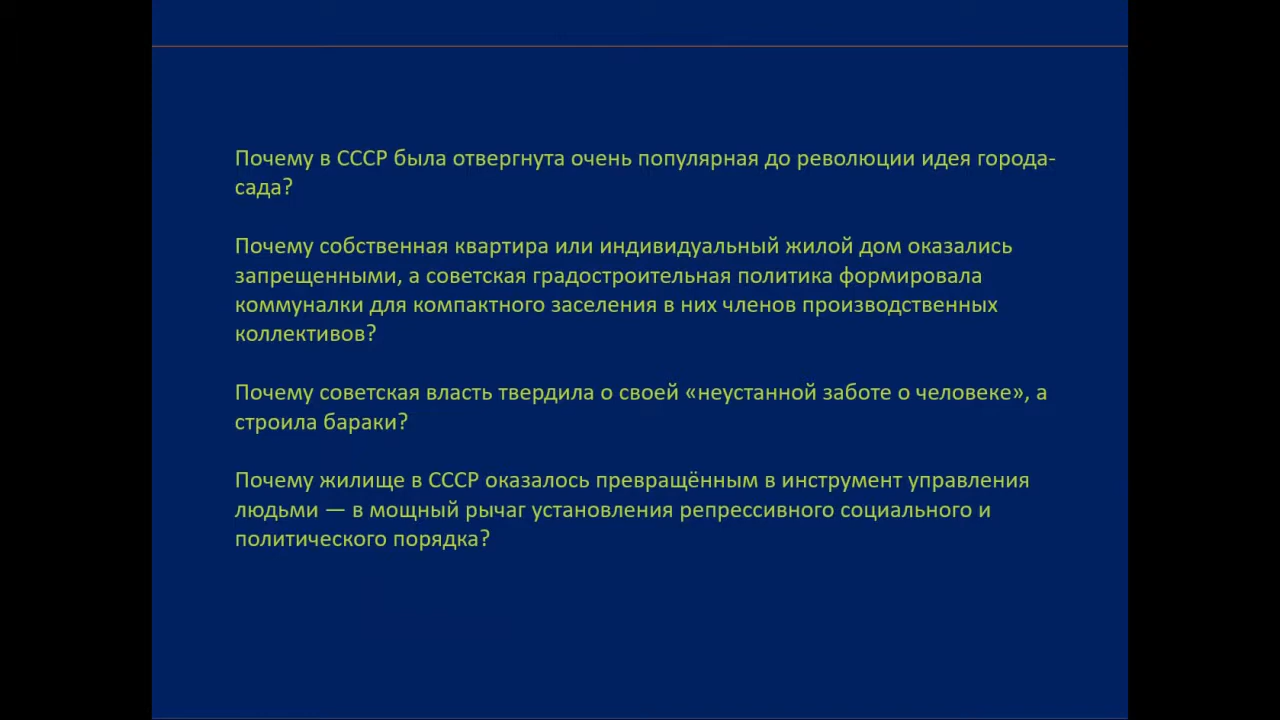 Почему в СССР была отвергнута очень популярная до революции идея города-
сада?
Почему собственная квартира или индивидуальный жилой дом оказались
запрещенными, а советская градостроительная политика формировала
коммуналки для компактного заселения в них членов производственных
коллективов?
Почему советская власть твердила о своей «неустанной заботе о человеке», а
строила бараки?
Почему жилище в СССР оказалось превращённым в инструмент управления
людьми — в мощный рычаг установления репрессивного социального и
политического порядка?